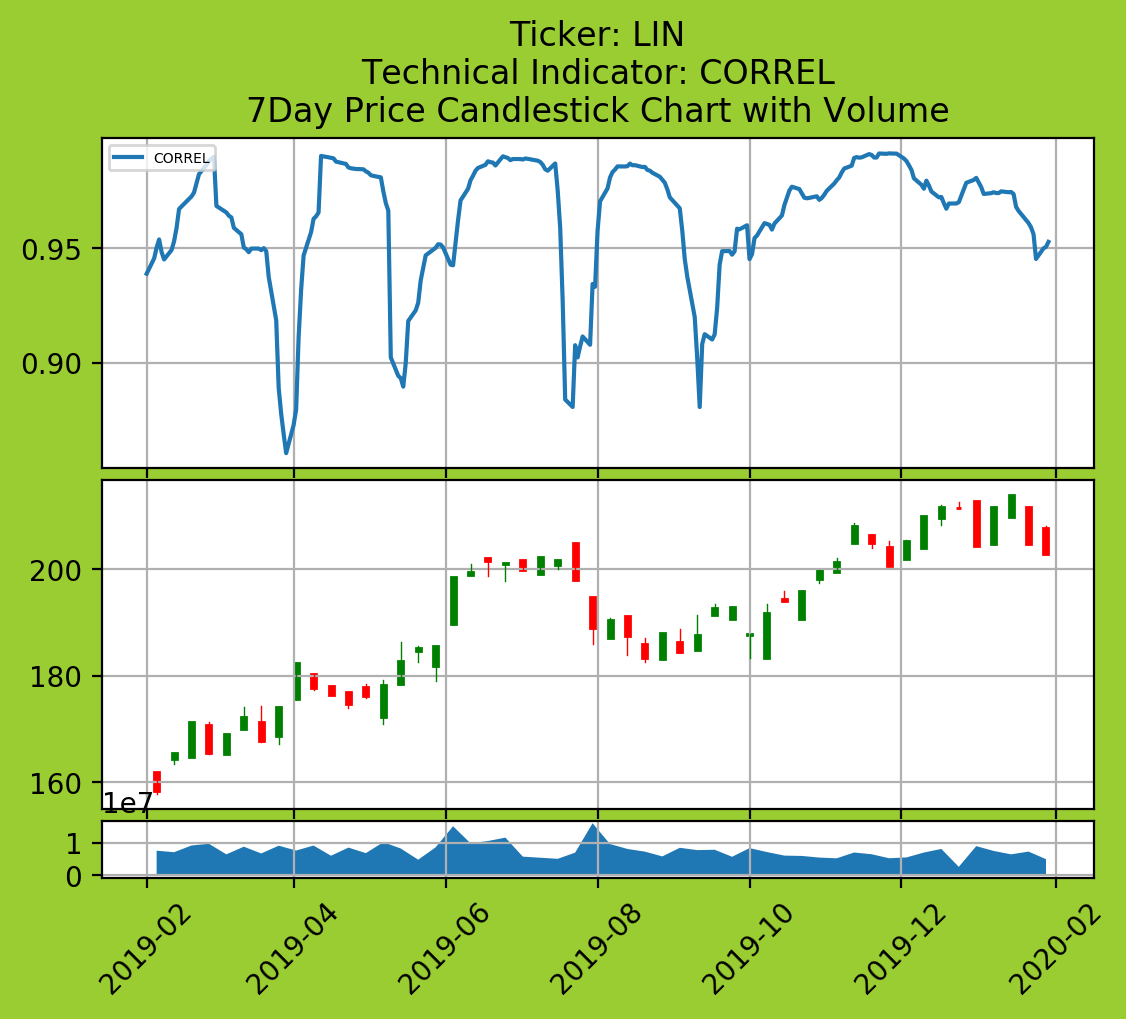 Ticker: LIN
Technical Indicator: CORREL
7Day Price Candlestick Chart with Volume
CORREL
0.95
0.90
200
180
160
1e7
1
0
2019-02
2019-04
2019-06
2019-08
2019-10
2019-12
2020-02